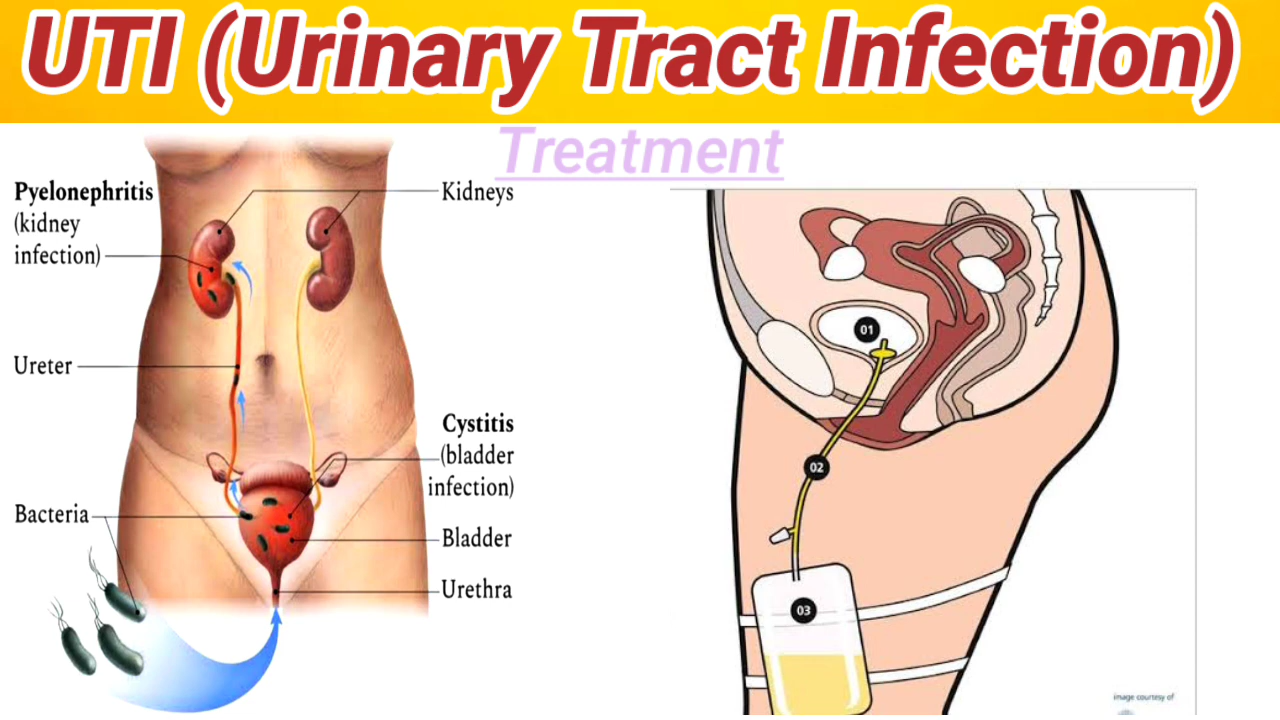 UTI (Urinary Tract Infection)
Treatment
Pyelonephritis
(kidney
infection)
Kidneys
Ureter
Cystitis
(bladder
infection)
Bacteria
Bladder
Urethra
01
02
03
image courtesy of